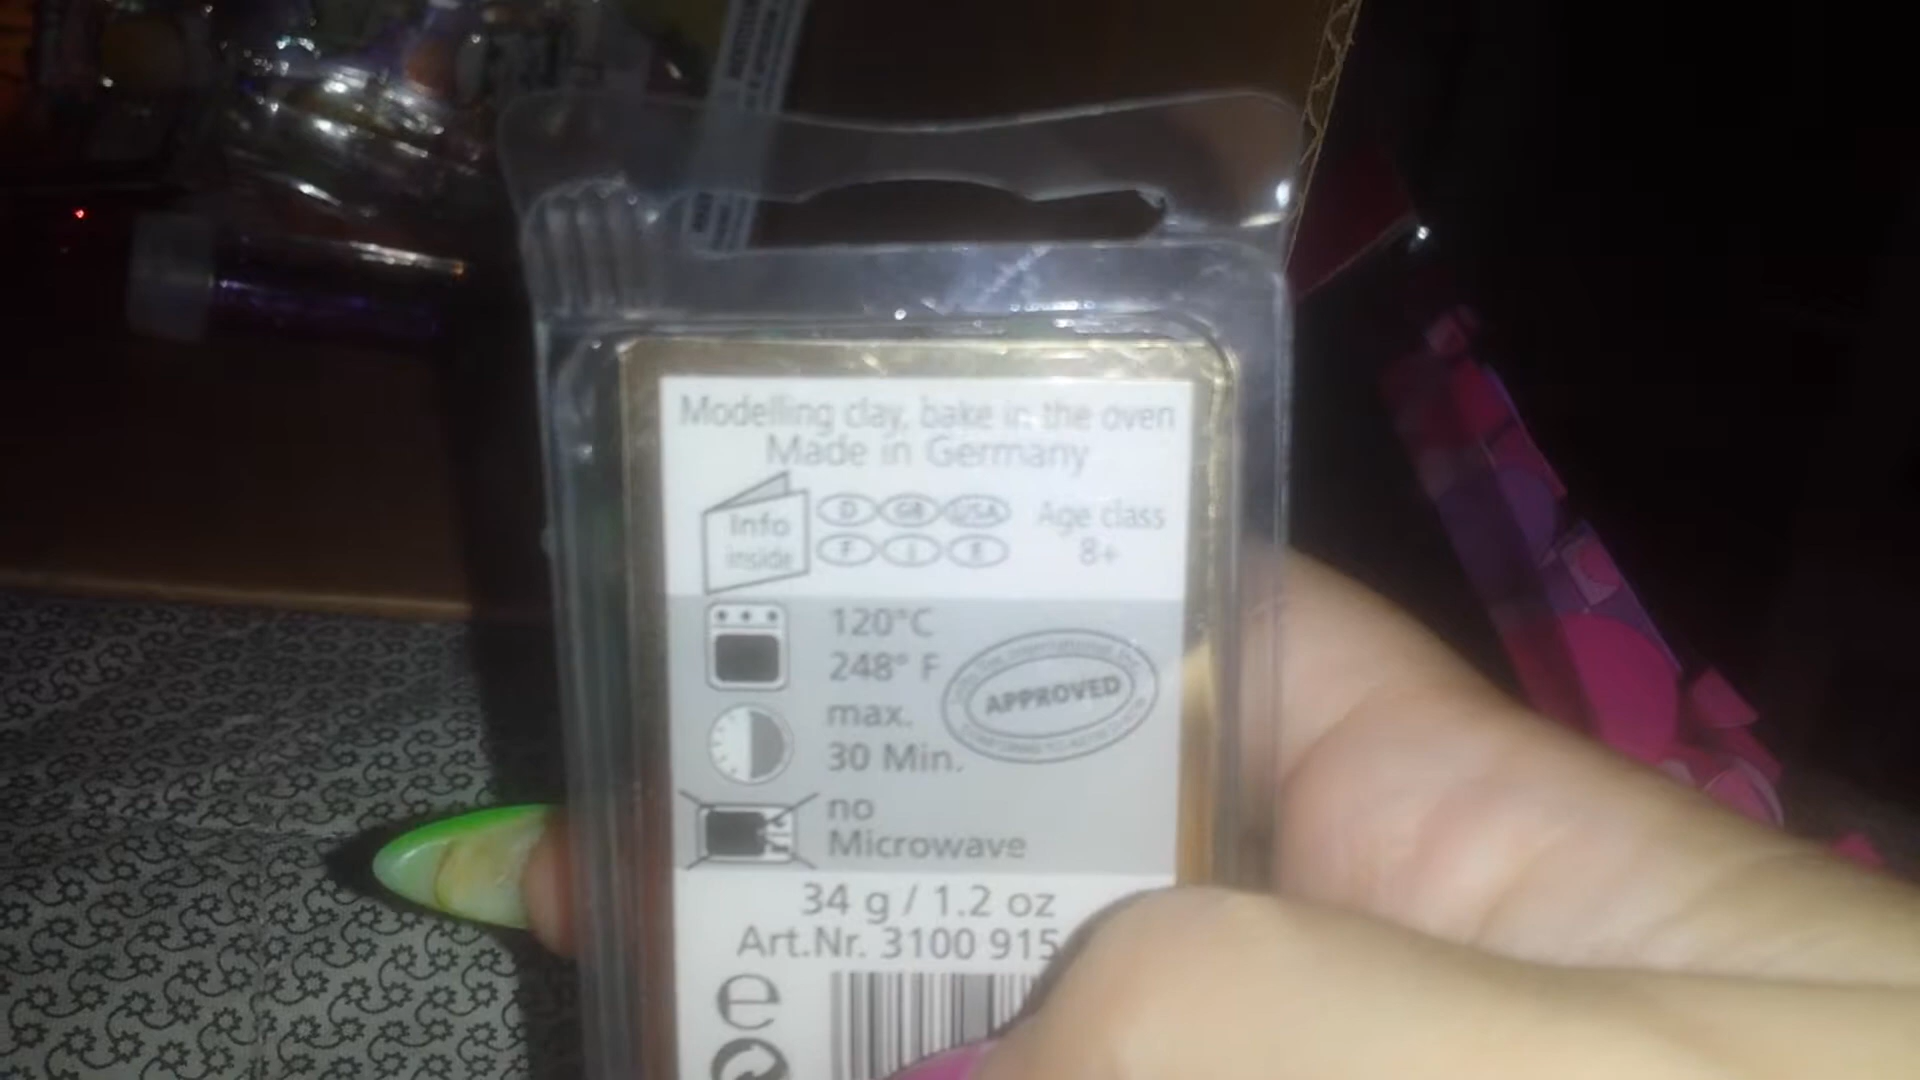 Modelling clay, bake in the oven
Made in Germany
Info inside
D GB USA
F I E
Age class
8+
120°C
248° F
APPROVED
max.
30 Min.
no
Microwave
34 g / 1.2 oz
Art.Nr. 3100 915
e